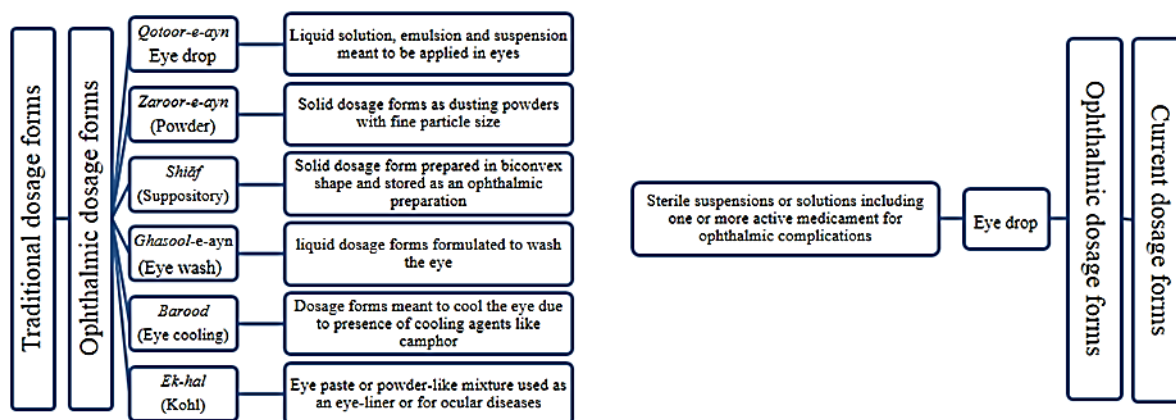 Traditional dosage forms
Ophthalmic dosage forms
Qotoor-e-ayn
Eye drop
Liquid solution, emulsion and suspension
meant to be applied in eyes
Zaroor-e-ayn
(Powder)
Solid dosage forms as dusting powders
with fine particle size
Shiāf
(Suppository)
Solid dosage form prepared in biconvex
shape and stored as an ophthalmic
preparation
Ghasool-e-ayn
(Eye wash)
liquid dosage forms formulated to wash
the eye
Barood
(Eye cooling)
Dosage forms meant to cool the eye due
to presence of cooling agents like
camphor
Ek-hal
(Kohl)
Eye paste or powder-like mixture used as
an eye-liner or for ocular diseases
Sterile suspensions or solutions including
one or more active medicament for
ophthalmic complications
Eye drop
Ophthalmic dosage forms
Current dosage forms